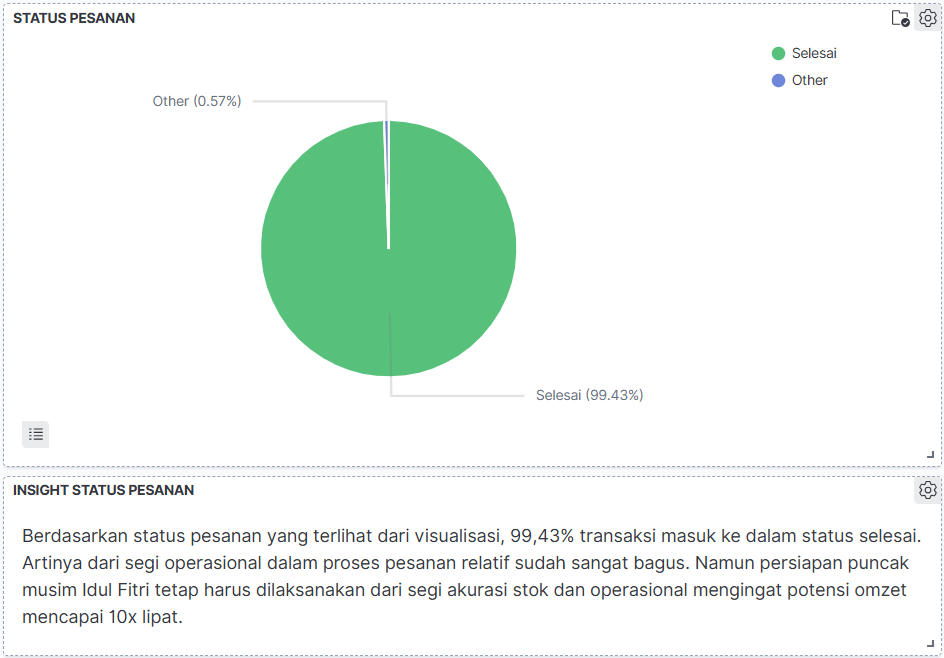 STATUS PESANAN
Selesai
Other
Other (0.57%)
Selesai (99.43%)
INSIGHT STATUS PESANAN
Berdasarkan status pesanan yang terlihat dari visualisasi, 99,43% transaksi masuk ke dalam status selesai.
Artinya dari segi operasional dalam proses pesanan relatif sudah sangat bagus. Namun persiapan puncak
musim Idul Fitri tetap harus dilaksanakan dari segi akurasi stok dan operasional mengingat potensi omzet
mencapai 10x lipat.